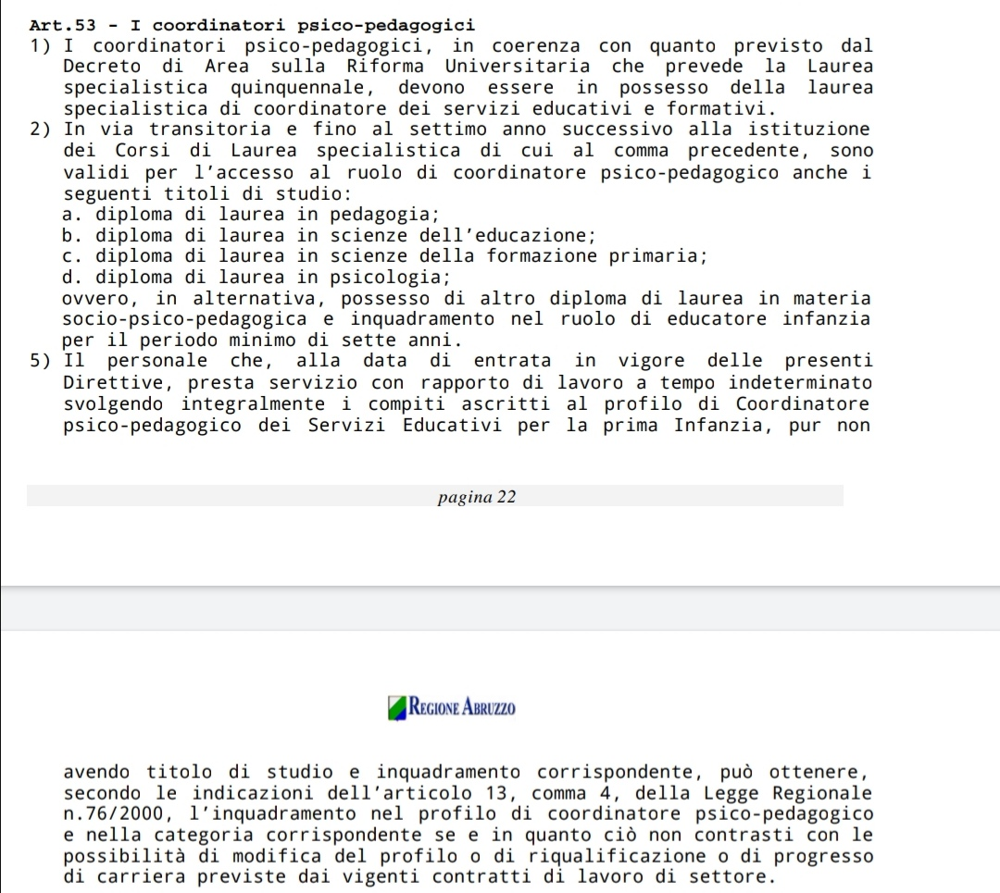 Art.53 - I coordinatori psico-pedagogici
1) I coordinatori psico-pedagogici, in coerenza con quanto previsto dal
Decreto di Area sulla Riforma Universitaria che prevede la Laurea
specialistica quinquennale, devono essere in possesso della laurea
specialistica di coordinatore dei servizi educativi e formativi.
2) In via transitoria e fino al settimo anno successivo alla istituzione
dei Corsi di Laurea specialistica di cui al comma precedente, sono
validi per l’accesso al ruolo di coordinatore psico-pedagogico anche i
seguenti titoli di studio:
a. diploma di laurea in pedagogia;
b. diploma di laurea in scienze dell’educazione;
c. diploma di laurea in scienze della formazione primaria;
d. diploma di laurea in psicologia;
ovvero, in alternativa, possesso di altro diploma di laurea in materia
socio-psico-pedagogica e inquadramento nel ruolo di educatore infanzia
per il periodo minimo di sette anni.
5) Il personale che, alla data di entrata in vigore delle presenti
Direttive, presta servizio con rapporto di lavoro a tempo indeterminato
svolgendo integralmente i compiti ascritti al profilo di Coordinatore
psico-pedagogico dei Servizi Educativi per la prima Infanzia, pur non
pagina 22
REGIONE ABRUZZO
avendo titolo di studio e inquadramento corrispondente, può ottenere,
secondo le indicazioni dell’articolo 13, comma 4, della Legge Regionale
n.76/2000, l’inquadramento nel profilo di coordinatore psico-pedagogico
e nella categoria corrispondente se e in quanto ciò non contrasti con le
possibilità di modifica del profilo o di riqualificazione o di progresso
di carriera previste dai vigenti contratti di lavoro di settore.